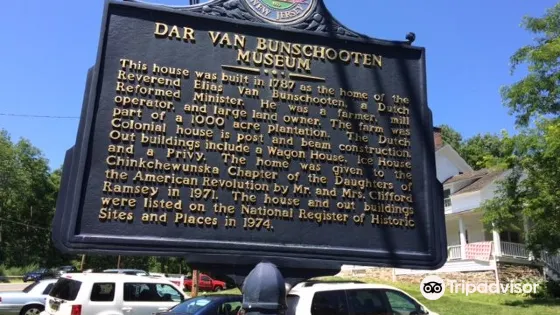 NEW JERSEY
DAR VAN BUNSCHOOTEN
MUSEUM
This house was built in 1787 as the home of the
Reverend Elias Van Bunschooten, a Dutch
Reformed Minister. He was a farmer, mill
operator, and large land owner. The farm was
part of a 1000 acre plantation. The Dutch
Colonial house is post and beam construction.
Out buildings include a Wagon House, Ice House
and a Privy. The home was given to the
Chinkchewunska Chapter of the Daughters of
the American Revolution by Mr. and Mrs. Clifford
Ramsey in 1971. The house and out buildings
were listed on the National Register of Historic
Sites and Places in 1974.
Tripadvisor